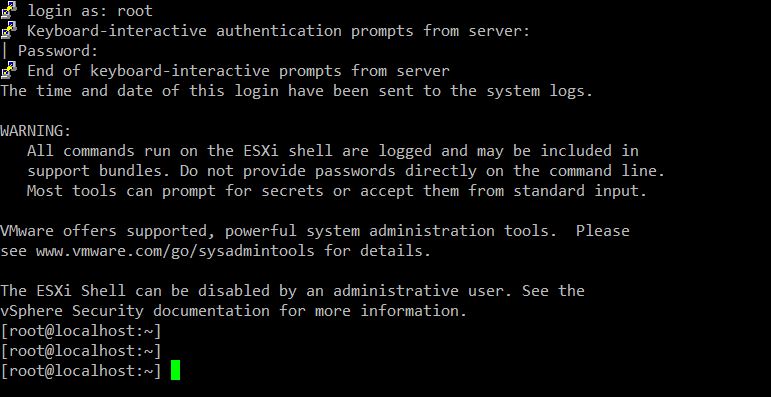 login as: root
Keyboard-interactive authentication prompts from server:
| Password:
End of keyboard-interactive prompts from server
The time and date of this login have been sent to the system logs.

WARNING:
   All commands run on the ESXi shell are logged and may be included in
   support bundles. Do not provide passwords directly on the command line.
   Most tools can prompt for secrets or accept them from standard input.

VMware offers supported, powerful system administration tools.  Please
see www.vmware.com/go/sysadmintools for details.

The ESXi Shell can be disabled by an administrative user. See the
vSphere Security documentation for more information.
[root@localhost:~]
[root@localhost:~]
[root@localhost:~]